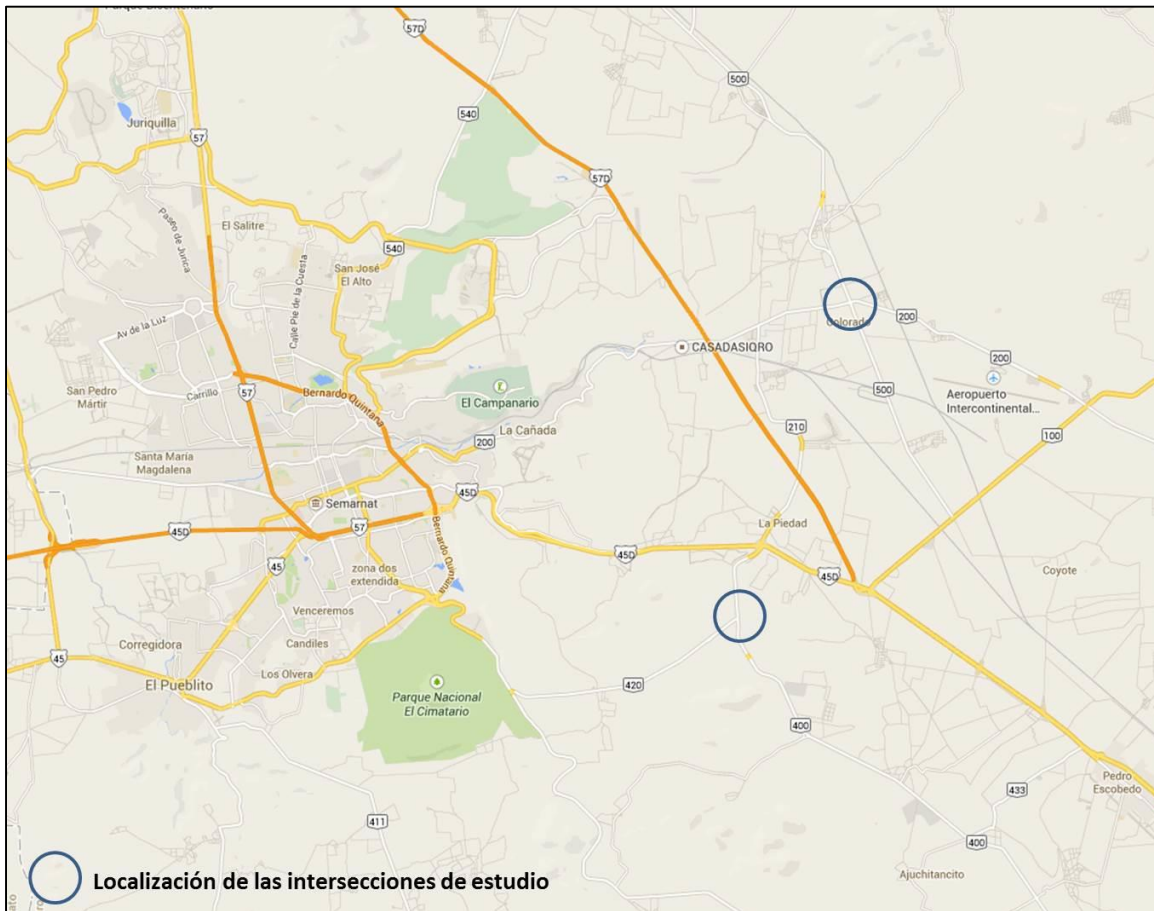 57D
500
540
Juriquilla
57
57D
Paseo de Jurica
El Salitre
540
San José
El Alto
Calle Pie de la Cuesta
Av de la Luz
Colorado
200
CASADASIQRO
200
San Pedro
Mártir
Carrillo
57
Bernardo Quintana
El Campanario
500
Aeropuerto
Intercontinental...
La Cañada
210
100
Santa María
Magdalena
200
Semarnat
45D
La Piedad
45D
57
Bernardo Quintana
45D
45
zona dos
extendida
45D
Coyote
Venceremos
Corregidora
Candiles
45
Los Olvera
El Pueblito
420
Parque Nacional
El Cimatario
400
Pedro
Escobedo
433
411
400
Ajuchitancito
Localización de las intersecciones de estudio